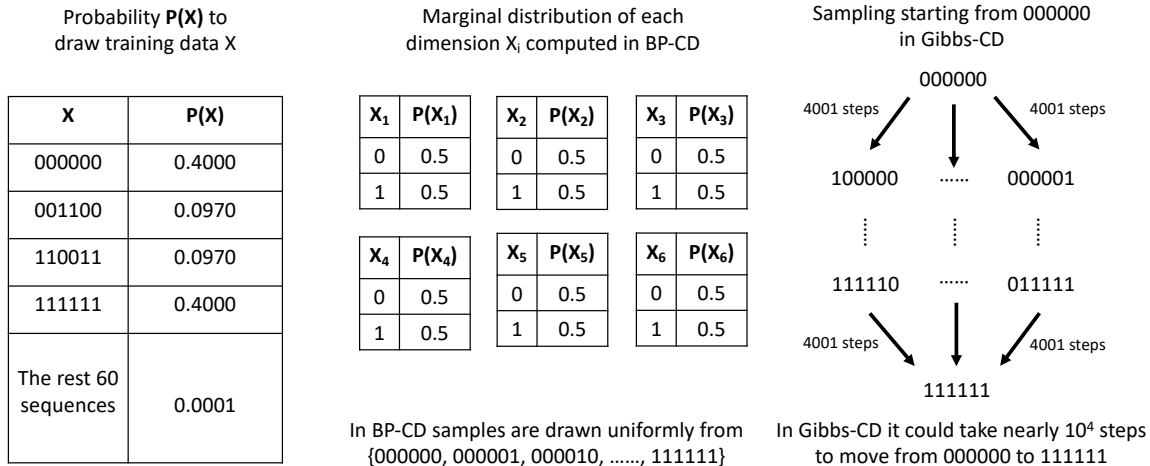 Probability P(X) to
draw training data X
X P(X)
000000 0.4000
001100 0.0970
110011 0.0970
111111 0.4000
The rest 60
sequences 0.0001
Marginal distribution of each
dimension Xi computed in BP-CD
X1 P(X1) X2 P(X2) X3 P(X3)
0 0.5 0 0.5 0 0.5
1 0.5 1 0.5 1 0.5
X4 P(X4) X5 P(X5) X6 P(X6)
0 0.5 0 0.5 0 0.5
1 0.5 1 0.5 1 0.5
In BP-CD samples are drawn uniformly from
{000000, 000001, 000010, ......, 111111}
Sampling starting from 000000
in Gibbs-CD
000000
4001 steps 4001 steps
100000 ...... 000001
111110 ...... 011111
4001 steps 4001 steps
111111
In Gibbs-CD it could take nearly 10⁴ steps
to move from 000000 to 111111